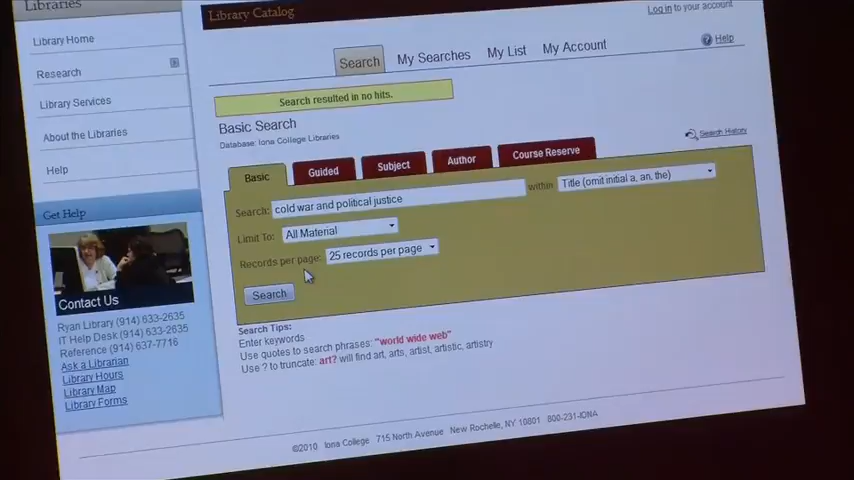 Libraries
Library Catalog
Log in to your account
Library Home
Research
Library Services
About the Libraries
Help
Search
My Searches
My List
My Account
Help
Search resulted in no hits.
Basic Search
Database: Iona College Libraries
Search History
Basic
Guided
Subject
Author
Course Reserve
Search: cold war and political justice within Title (omit initial a, an, the)
Limit To: All Material
Records per page: 25 records per page
Search
Get Help
Contact Us
Ryan Library (914) 633-2635
IT Help Desk (914) 633-2635
Reference (914) 637-7716
Ask a Librarian
Library Hours
Library Map
Library Forms
Search Tips:
Enter keywords
Use quotes to search phrases: "world wide web"
Use ? to truncate: art? will find art, arts, artist, artistic, artistry
©2010 Iona College 715 North Avenue New Rochelle, NY 10801 800-231-IONA